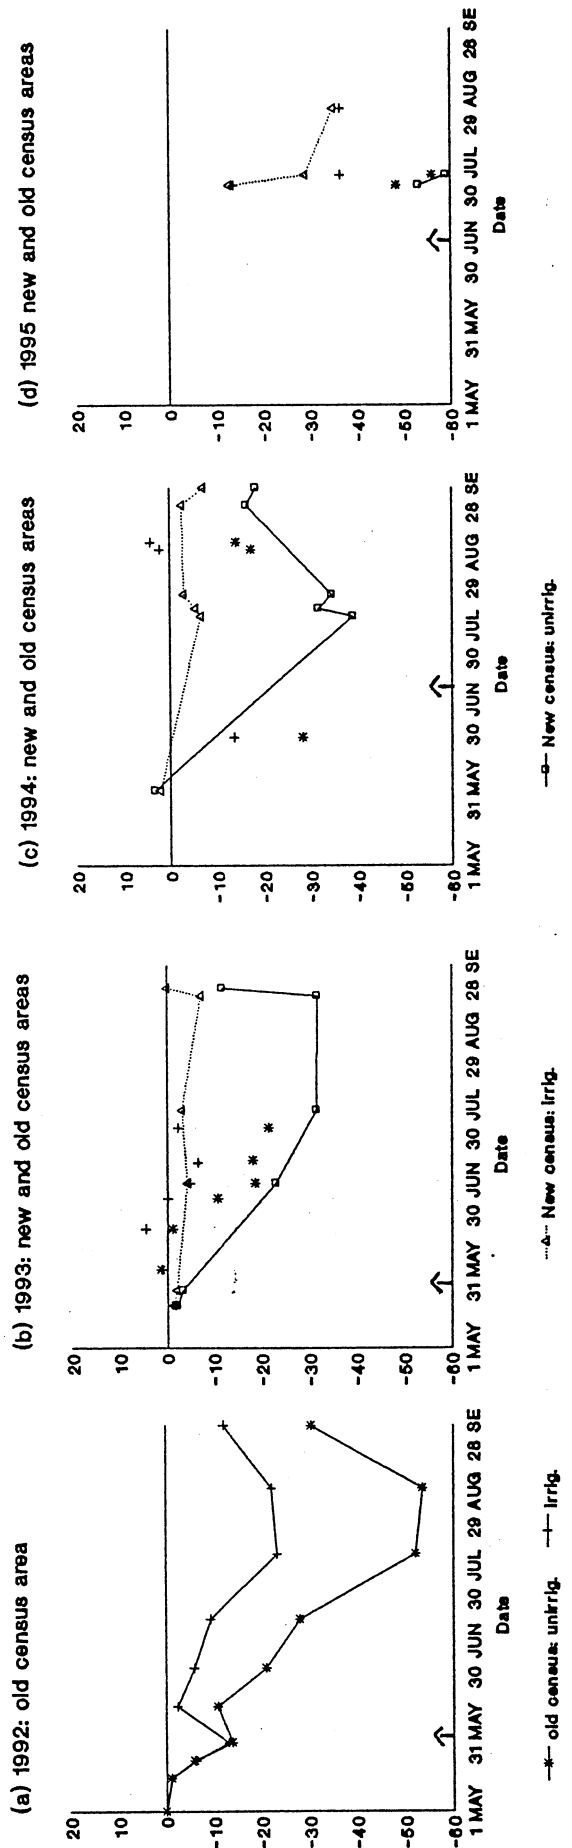 (a) 1992: old census area
20
10
0
-10
-20
-30
-40
-50
-60
1 MAY 31 MAY 30 JUN 30 JUL 29 AUG 28 SE
Date
(b) 1993: new and old census areas
20
10
0
-10
-20
-30
-40
-50
-60
1 MAY 31 MAY 30 JUN 30 JUL 29 AUG 28 SE
Date
(c) 1994: new and old census areas
20
10
0
-10
-20
-30
-40
-50
-60
1 MAY 31 MAY 30 JUN 30 JUL 29 AUG 28 SE
Date
(d) 1995 new and old census areas
20
10
0
-10
-20
-30
-40
-50
-60
1 MAY 31 MAY 30 JUN 30 JUL 29 AUG 28 SE
Date
old census: unirrig. Irrig. New census: Irrig. New census: unirrig.